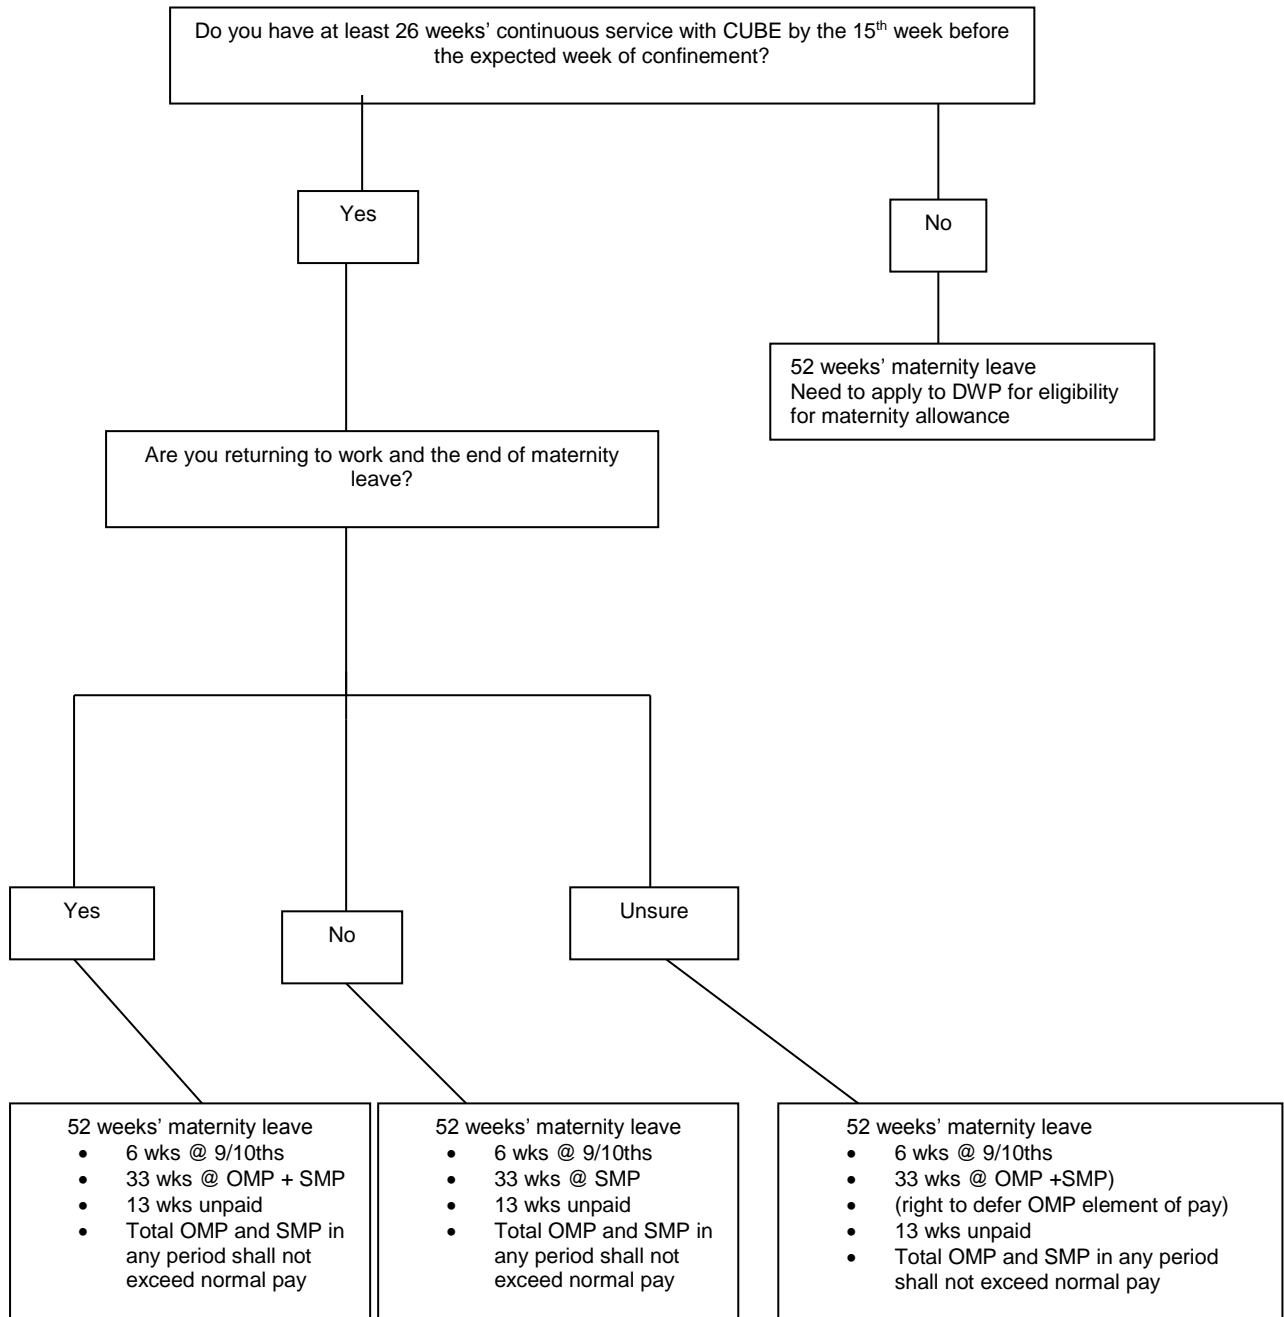 Do you have at least 26 weeks’ continuous service with CUBE by the 15th week before
the expected week of confinement?
Yes
No
52 weeks’ maternity leave
Need to apply to DWP for eligibility
for maternity allowance
Are you returning to work and the end of maternity
leave?
Yes
No
Unsure
52 weeks’ maternity leave
• 6 wks @ 9/10ths
• 33 wks @ OMP + SMP
• 13 wks unpaid
• Total OMP and SMP in
any period shall not
exceed normal pay
52 weeks’ maternity leave
• 6 wks @ 9/10ths
• 33 wks @ SMP
• 13 wks unpaid
• Total OMP and SMP in
any period shall not
exceed normal pay
52 weeks’ maternity leave
• 6 wks @ 9/10ths
• 33 wks @ OMP +SMP)
• (right to defer OMP element of pay)
• 13 wks unpaid
• Total OMP and SMP in any period
shall not exceed normal pay